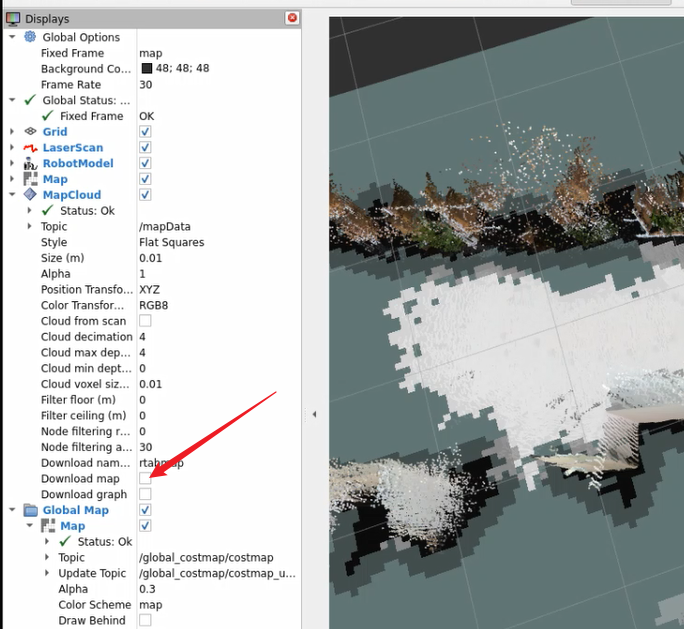 Displays
Global Options
Fixed Frame map
Background Co... 48; 48; 48
Frame Rate 30
Global Status: ...
Fixed Frame OK
Grid
LaserScan
RobotModel
Map
MapCloud
Status: Ok
Topic /mapData
Style Flat Squares
Size (m) 0.01
Alpha 1
Position Transfo... XYZ
Color Transfor... RGB8
Cloud from scan
Cloud decimation 4
Cloud max dep... 4
Cloud min dept... 0
Cloud voxel siz... 0.01
Filter floor (m) 0
Filter ceiling (m) 0
Node filtering r... 0
Node filtering a... 30
Download nam... rtabmap
Download map
Download graph
Global Map
Map
Status: Ok
Topic /global_costmap/costmap
Update Topic /global_costmap/costmap_u...
Alpha 0.3
Color Scheme map
Draw Behind